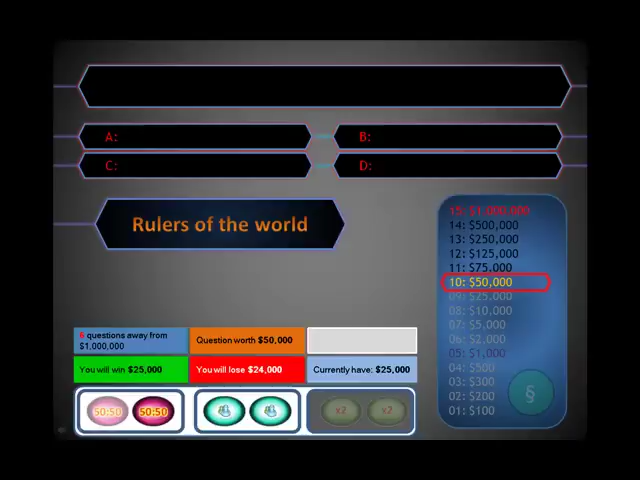 A:
B:
C:
D:
Rulers of the world
15: $1,000,000
14: $500,000
13: $250,000
12: $125,000
11: $75,000
10: $50,000
09: $25,000
08: $10,000
07: $5,000
06: $2,000
05: $1,000
04: $500
03: $300
02: $200
01: $100
§
6 questions away from
$1,000,000
Question worth $50,000
You will win $25,000
You will lose $24,000
Currently have: $25,000
50:50
50:50
x2
x2